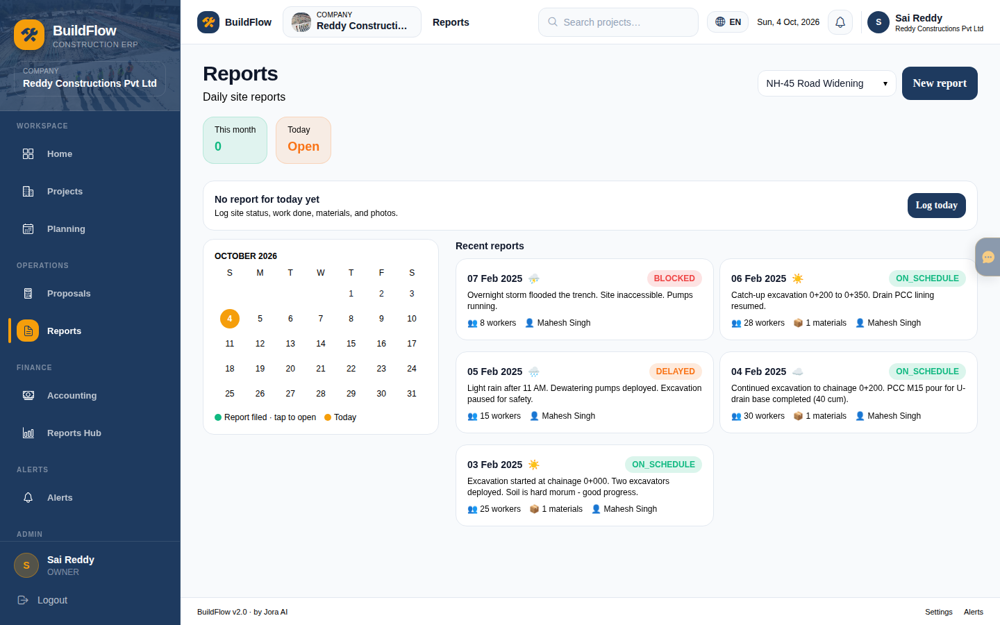 BuildFlow
CONSTRUCTION ERP
COMPANY
Reddy Constructions Pvt Ltd
WORKSPACE
Home
Projects
Planning
OPERATIONS
Proposals
Reports
FINANCE
Accounting
Reports Hub
ALERTS
Alerts
ADMIN
S
Sai Reddy
OWNER
Logout
BuildFlow
COMPANY
Reddy Constructi...
Reports
Search projects...
EN
Sun, 4 Oct, 2026
S
Sai Reddy
Reddy Constructions Pvt Ltd
Reports
Daily site reports
NH-45 Road Widening
New report
This month
0
Today
Open
No report for today yet
Log site status, work done, materials, and photos.
Log today
OCTOBER 2026
S M T W T F S
1 2 3
4 5 6 7 8 9 10
11 12 13 14 15 16 17
18 19 20 21 22 23 24
25 26 27 28 29 30 31
Report filed · tap to open Today
Recent reports
07 Feb 2025 BLOCKED
Overnight storm flooded the trench. Site inaccessible. Pumps
running.
8 workers Mahesh Singh
06 Feb 2025 ON_SCHEDULE
Catch-up excavation 0+200 to 0+350. Drain PCC lining
resumed.
28 workers 1 materials Mahesh Singh
05 Feb 2025 DELAYED
Light rain after 11 AM. Dewatering pumps deployed. Excavation
paused for safety.
15 workers Mahesh Singh
04 Feb 2025 ON_SCHEDULE
Continued excavation to chainage 0+200. PCC M15 pour for U-
drain base completed (40 cum).
30 workers 1 materials Mahesh Singh
03 Feb 2025 ON_SCHEDULE
Excavation started at chainage 0+000. Two excavators
deployed. Soil is hard morum - good progress.
25 workers 1 materials Mahesh Singh
BuildFlow v2.0 · by Jora AI
Settings Alerts